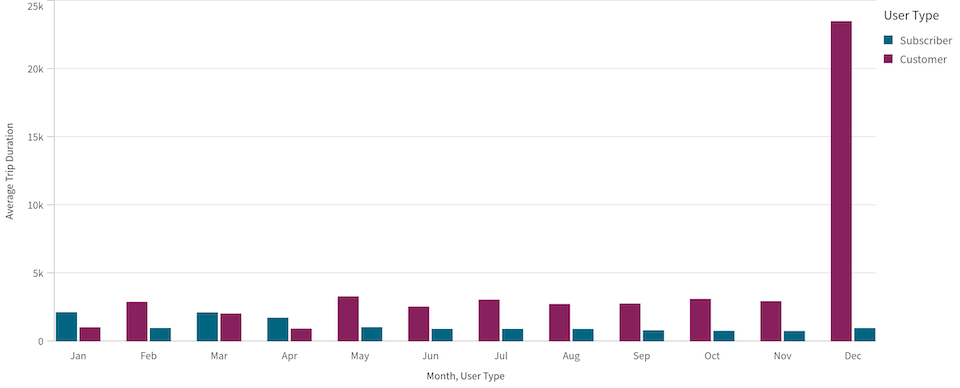 25k
20k
15k
10k
5k
0
Average Trip Duration
Jan Feb Mar Apr May Jun Jul Aug Sep Oct Nov Dec
Month, User Type
User Type
Subscriber
Customer